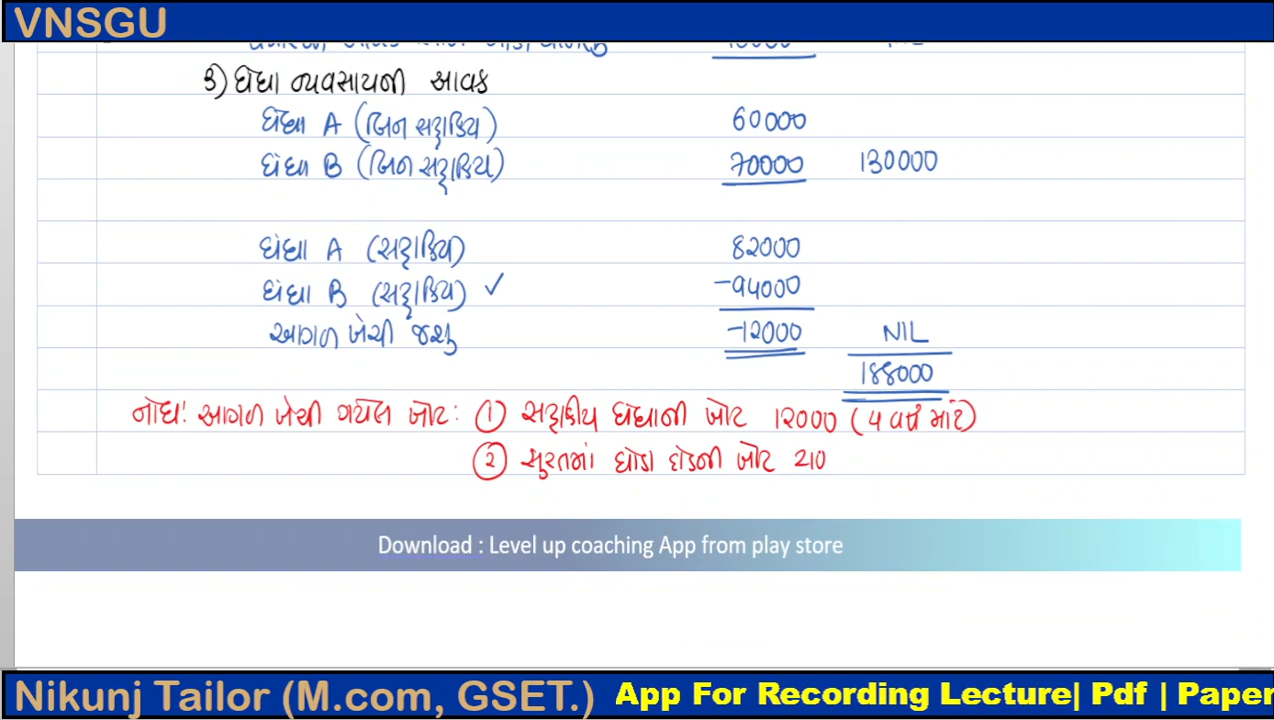 VNSGU
3) ધંધા વ્યવસાયની આવક
ધંધા A (બિન સટ્ટાકિય) 60000
ધંધા B (બિન સટ્ટાકિય) 70000 130000
ધંધા A (સટ્ટાકિય) 82000
ધંધા B (સટ્ટાકિય) ✓ -94000
આગળ ખેચી જશુ -12000 NIL
188000
નોંધ: આગળ ખેચી ગયેલ ખોટ: ① સટ્ટાકીય ધંધાની ખોટ 12000 (4 વર્ષ માટે)
② સુરતમાં ઘોડા દોડની ખોટ 210
Download : Level up coaching App from play store
Nikunj Tailor (M.com, GSET.) App For Recording Lecture| Pdf | Paper